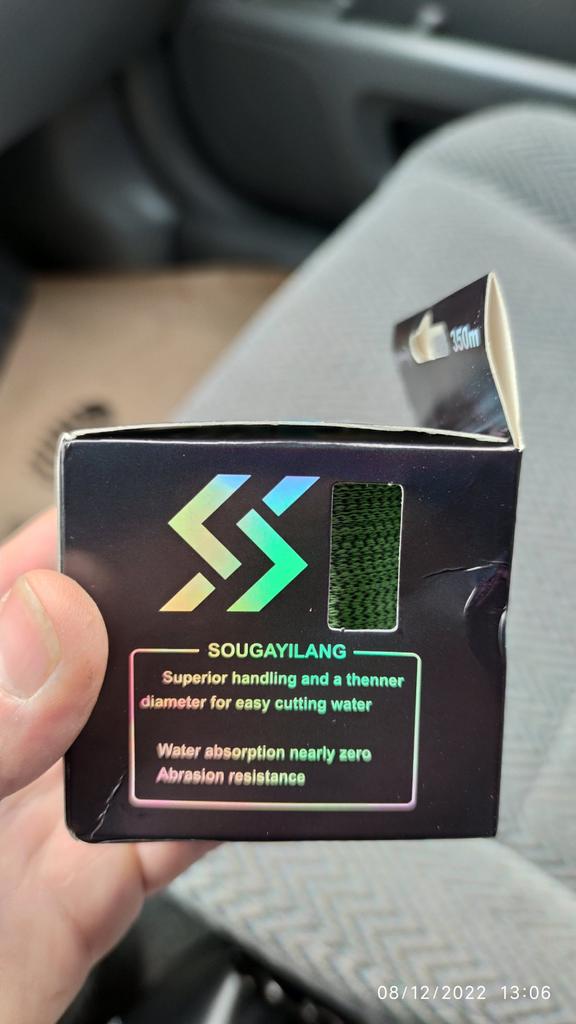 350m
SOUGAYILANG
Superior handling and a thenner
diameter for easy cutting water
Water absorption nearly zero
Abrasion resistance
08/12/2022 13:06